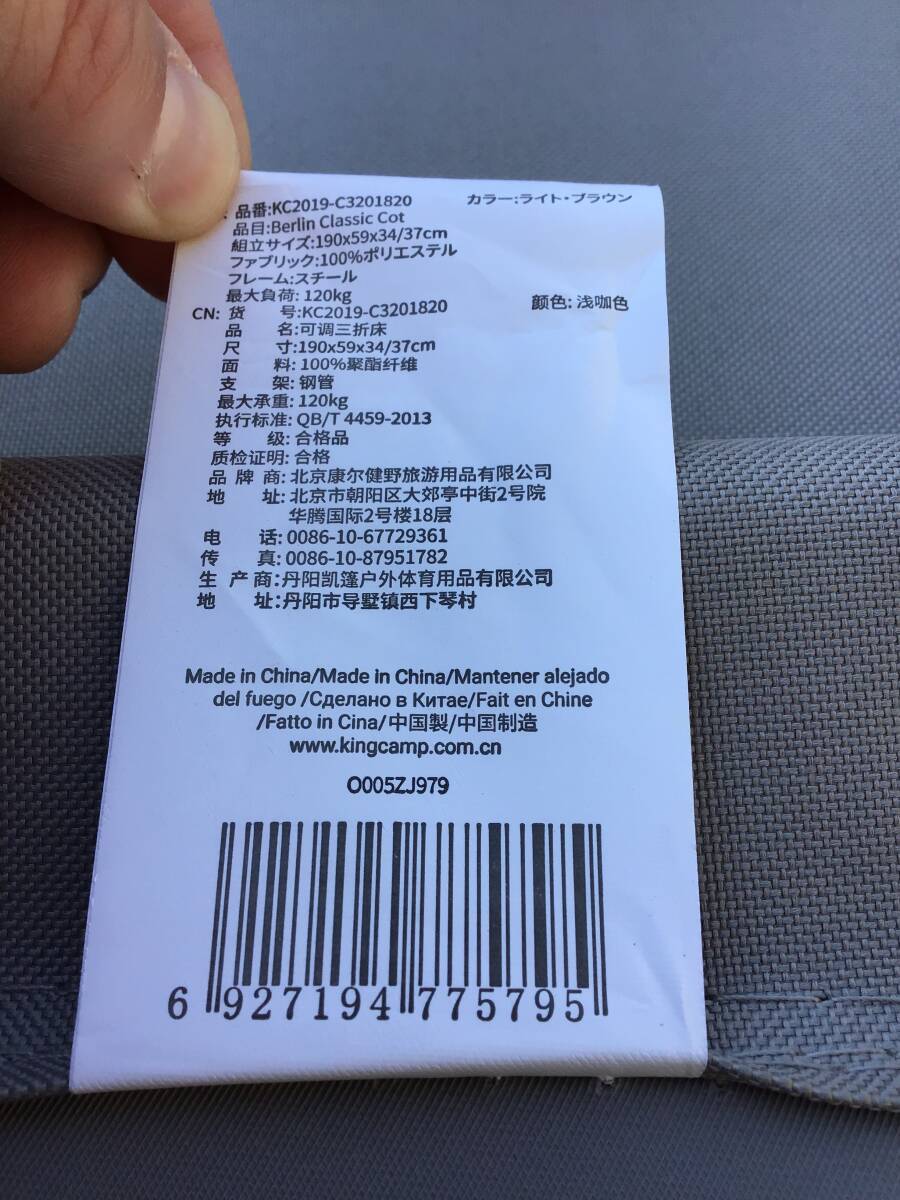 品番:KC2019-C3201820 カラー:ライト・ブラウン
品目:Berlin Classic Cot
組立サイズ:190x59x34/37cm
ファブリック:100%ポリエステル
フレーム:スチール
最大負荷: 120kg
CN: 货 号:KC2019-C3201820 颜色: 浅咖色
品 名:可调三折床
尺 寸:190x59x34/37cm
面 料: 100%聚酯纤维
支 架: 钢管
最大承重: 120kg
执行标准: QB/T 4459-2013
等 级: 合格品
质检证明: 合格
品 牌 商: 北京康尔健野旅游用品有限公司
地 址: 北京市朝阳区大郊亭中街2号院
华腾国际2号楼18层
电 话: 0086-10-67729361
传 真: 0086-10-87951782
生 产 商: 丹阳凯篷户外体育用品有限公司
地 址: 丹阳市导墅镇西下琴村
Made in China/Made in China/Mantener alejado
del fuego /Сделано в Китае/Fait en Chine
/Fatto in Cina/中国製/中国制造
www.kingcamp.com.cn
O005ZJ979
6 927194 775795